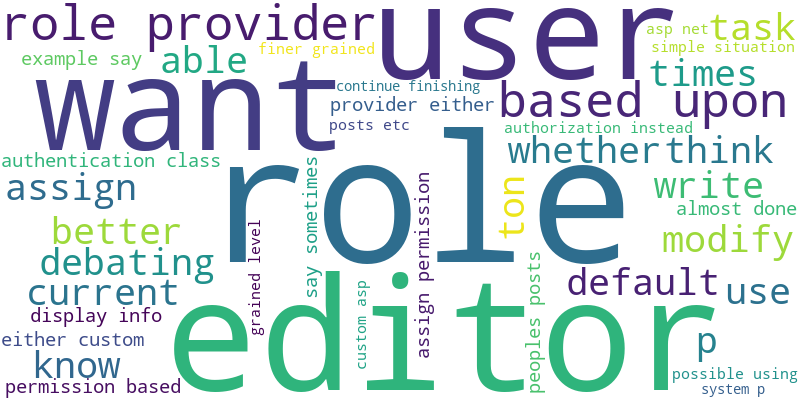 role provider
user
task
asp net
simple situation
example say
able
finer grained
want
continue finishing
provider either
posts etc
times
based upon
authorization instead
authentication class
role
whether
think
assign
say sometimes
assign permission
ton
write
almost done
better
grained level
modify
debating
current
editor
custom asp
peoples posts
default
use
display info
either custom
know
p
permission based
possible using
system p